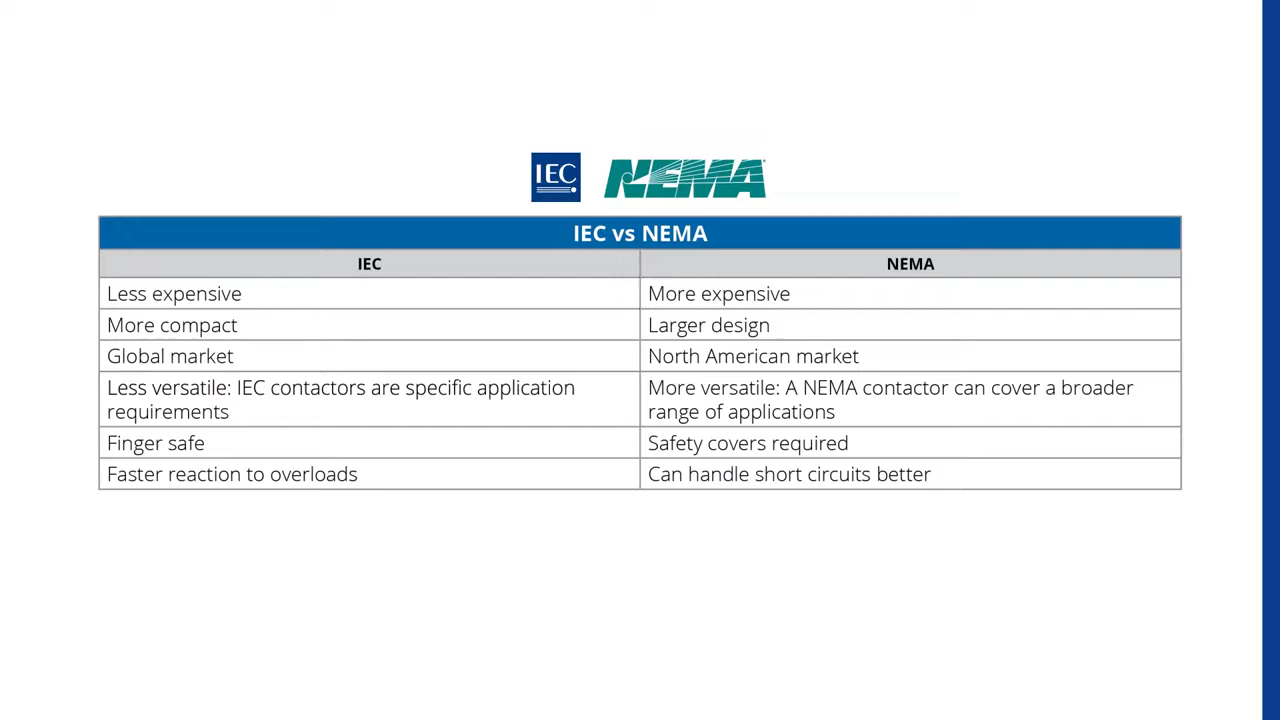 IEC NEMA
IEC vs NEMA
IEC NEMA
Less expensive More expensive
More compact Larger design
Global market North American market
Less versatile: IEC contactors are specific application
requirements
More versatile: A NEMA contactor can cover a broader
range of applications
Finger safe Safety covers required
Faster reaction to overloads Can handle short circuits better